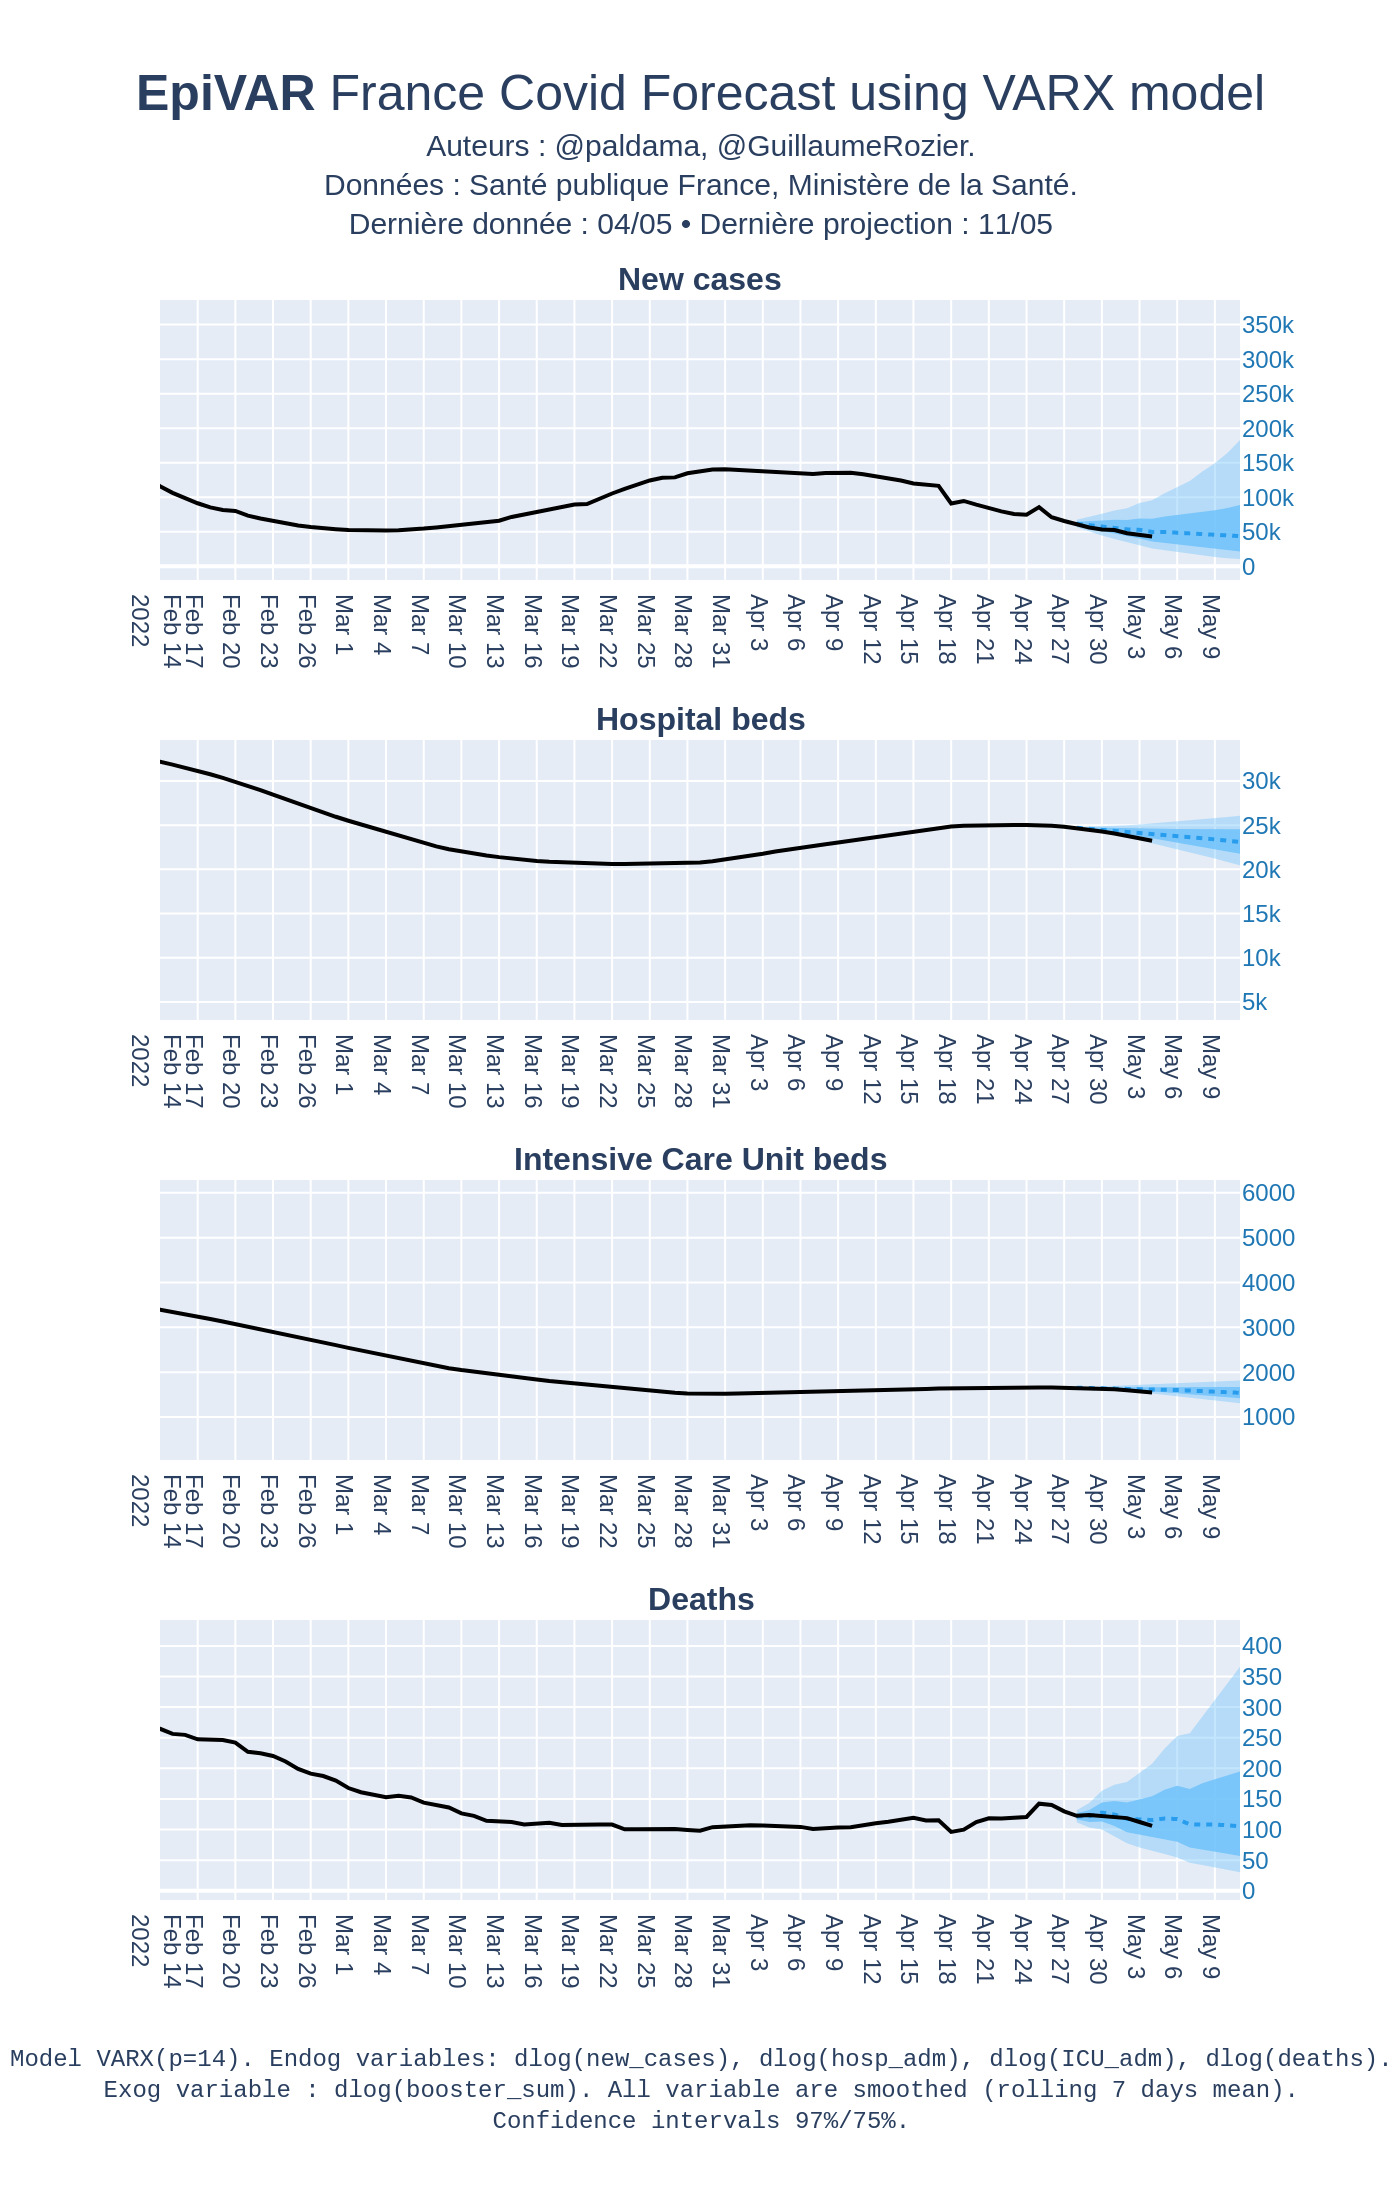 EpiVAR France Covid Forecast using VARX model
Auteurs : @paldama, @GuillaumeRozier.
Données : Santé publique France, Ministère de la Santé.
Dernière donnée : 04/05 • Dernière projection : 11/05
New cases
350k
300k
250k
200k
150k
100k
50k
0
2022
Feb 14
Feb 17
Feb 20
Feb 23
Feb 26
Mar 1
Mar 4
Mar 7
Mar 10
Mar 13
Mar 16
Mar 19
Mar 22
Mar 25
Mar 28
Mar 31
Apr 3
Apr 6
Apr 9
Apr 12
Apr 15
Apr 18
Apr 21
Apr 24
Apr 27
Apr 30
May 3
May 6
May 9
Hospital beds
30k
25k
20k
15k
10k
5k
2022
Feb 14
Feb 17
Feb 20
Feb 23
Feb 26
Mar 1
Mar 4
Mar 7
Mar 10
Mar 13
Mar 16
Mar 19
Mar 22
Mar 25
Mar 28
Mar 31
Apr 3
Apr 6
Apr 9
Apr 12
Apr 15
Apr 18
Apr 21
Apr 24
Apr 27
Apr 30
May 3
May 6
May 9
Intensive Care Unit beds
6000
5000
4000
3000
2000
1000
2022
Feb 14
Feb 17
Feb 20
Feb 23
Feb 26
Mar 1
Mar 4
Mar 7
Mar 10
Mar 13
Mar 16
Mar 19
Mar 22
Mar 25
Mar 28
Mar 31
Apr 3
Apr 6
Apr 9
Apr 12
Apr 15
Apr 18
Apr 21
Apr 24
Apr 27
Apr 30
May 3
May 6
May 9
Deaths
400
350
300
250
200
150
100
50
0
2022
Feb 14
Feb 17
Feb 20
Feb 23
Feb 26
Mar 1
Mar 4
Mar 7
Mar 10
Mar 13
Mar 16
Mar 19
Mar 22
Mar 25
Mar 28
Mar 31
Apr 3
Apr 6
Apr 9
Apr 12
Apr 15
Apr 18
Apr 21
Apr 24
Apr 27
Apr 30
May 3
May 6
May 9
Model VARX(p=14). Endog variables: dlog(new_cases), dlog(hosp_adm), dlog(ICU_adm), dlog(deaths).
Exog variable : dlog(booster_sum). All variable are smoothed (rolling 7 days mean).
Confidence intervals 97%/75%.